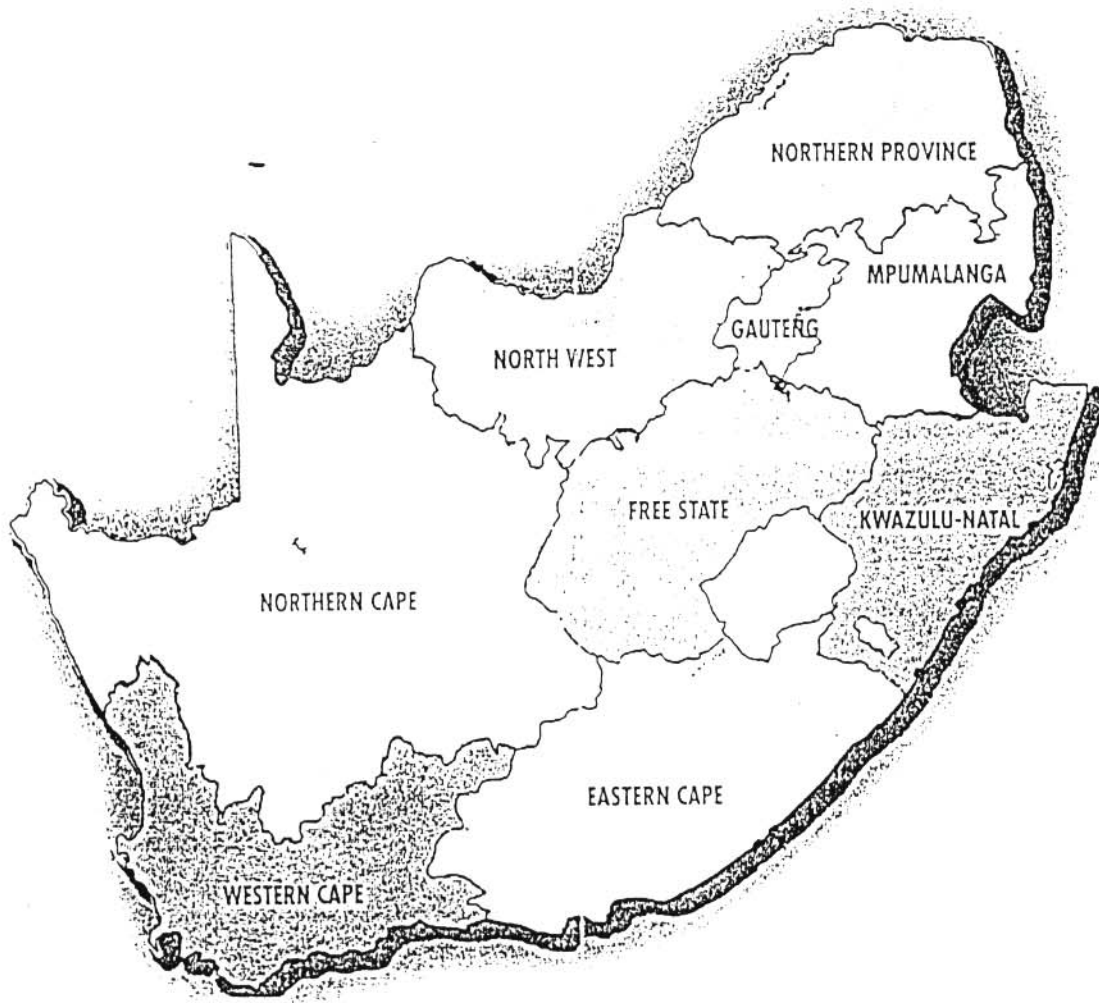 NORTHERN PROVINCE
MPUMALANGA
GAUTENG
NORTH WEST
FREE STATE
KWAZULU-NATAL
NORTHERN CAPE
EASTERN CAPE
WESTERN CAPE